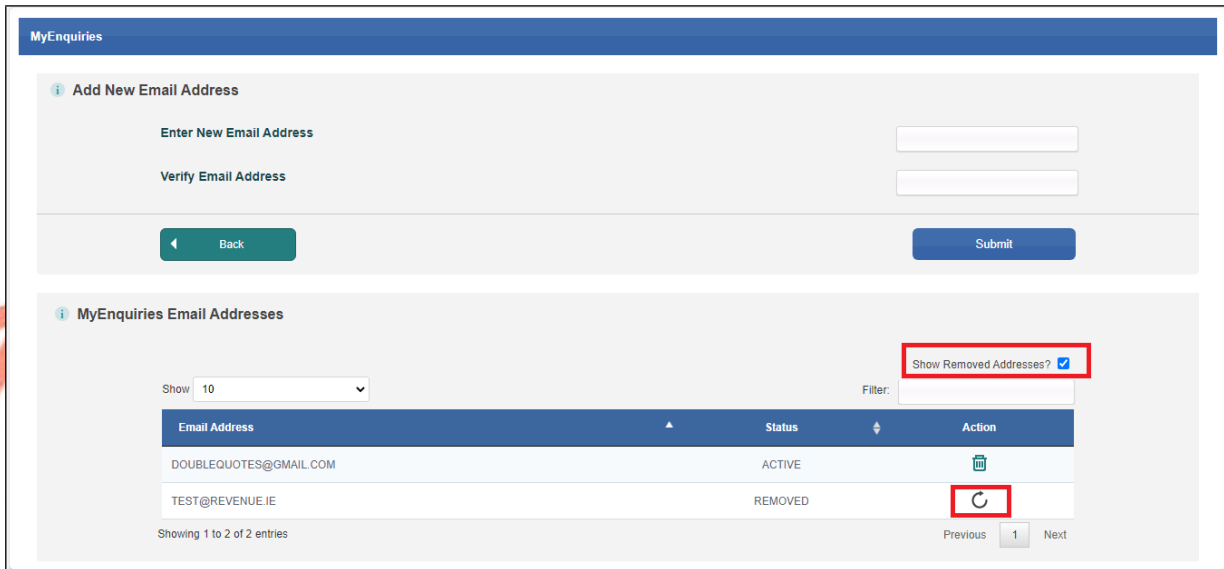 MyEnquiries
Add New Email Address
Enter New Email Address
Verify Email Address
Back Submit
MyEnquiries Email Addresses
Show Removed Addresses?
Show 10 Filter:
Email Address Status Action
DOUBLEQUOTES@GMAIL.COM ACTIVE
TEST@REVENUE.IE REMOVED
Showing 1 to 2 of 2 entries Previous 1 Next